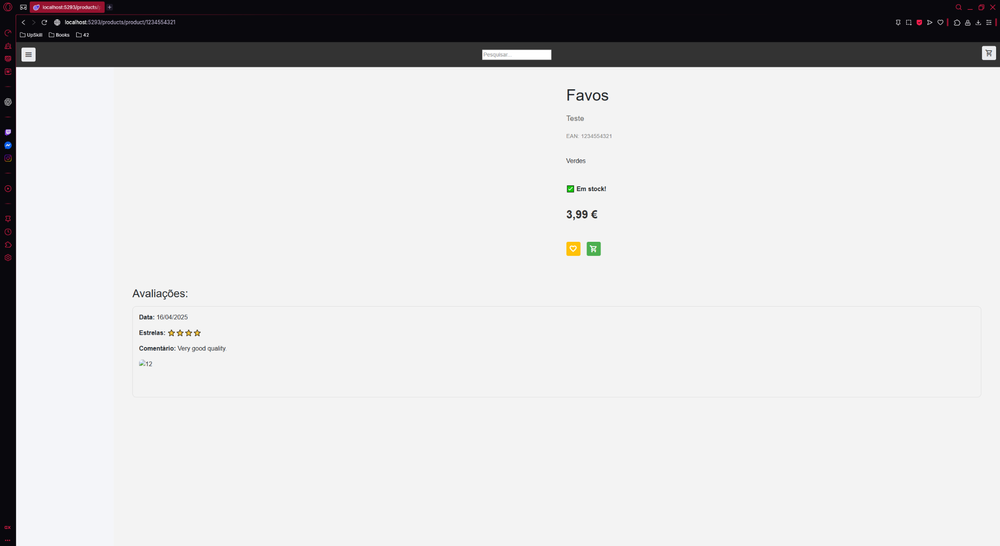 localhost:5293/products/p
localhost:5293/products/product/1234554321
UpSkill Books 42
Pesquisar...
Favos
Teste
EAN: 1234554321
Verdes
Em stock!
3,99 €
Avaliações:
Data: 16/04/2025
Estrelas:
Comentário: Very good quality.
12
M
GX